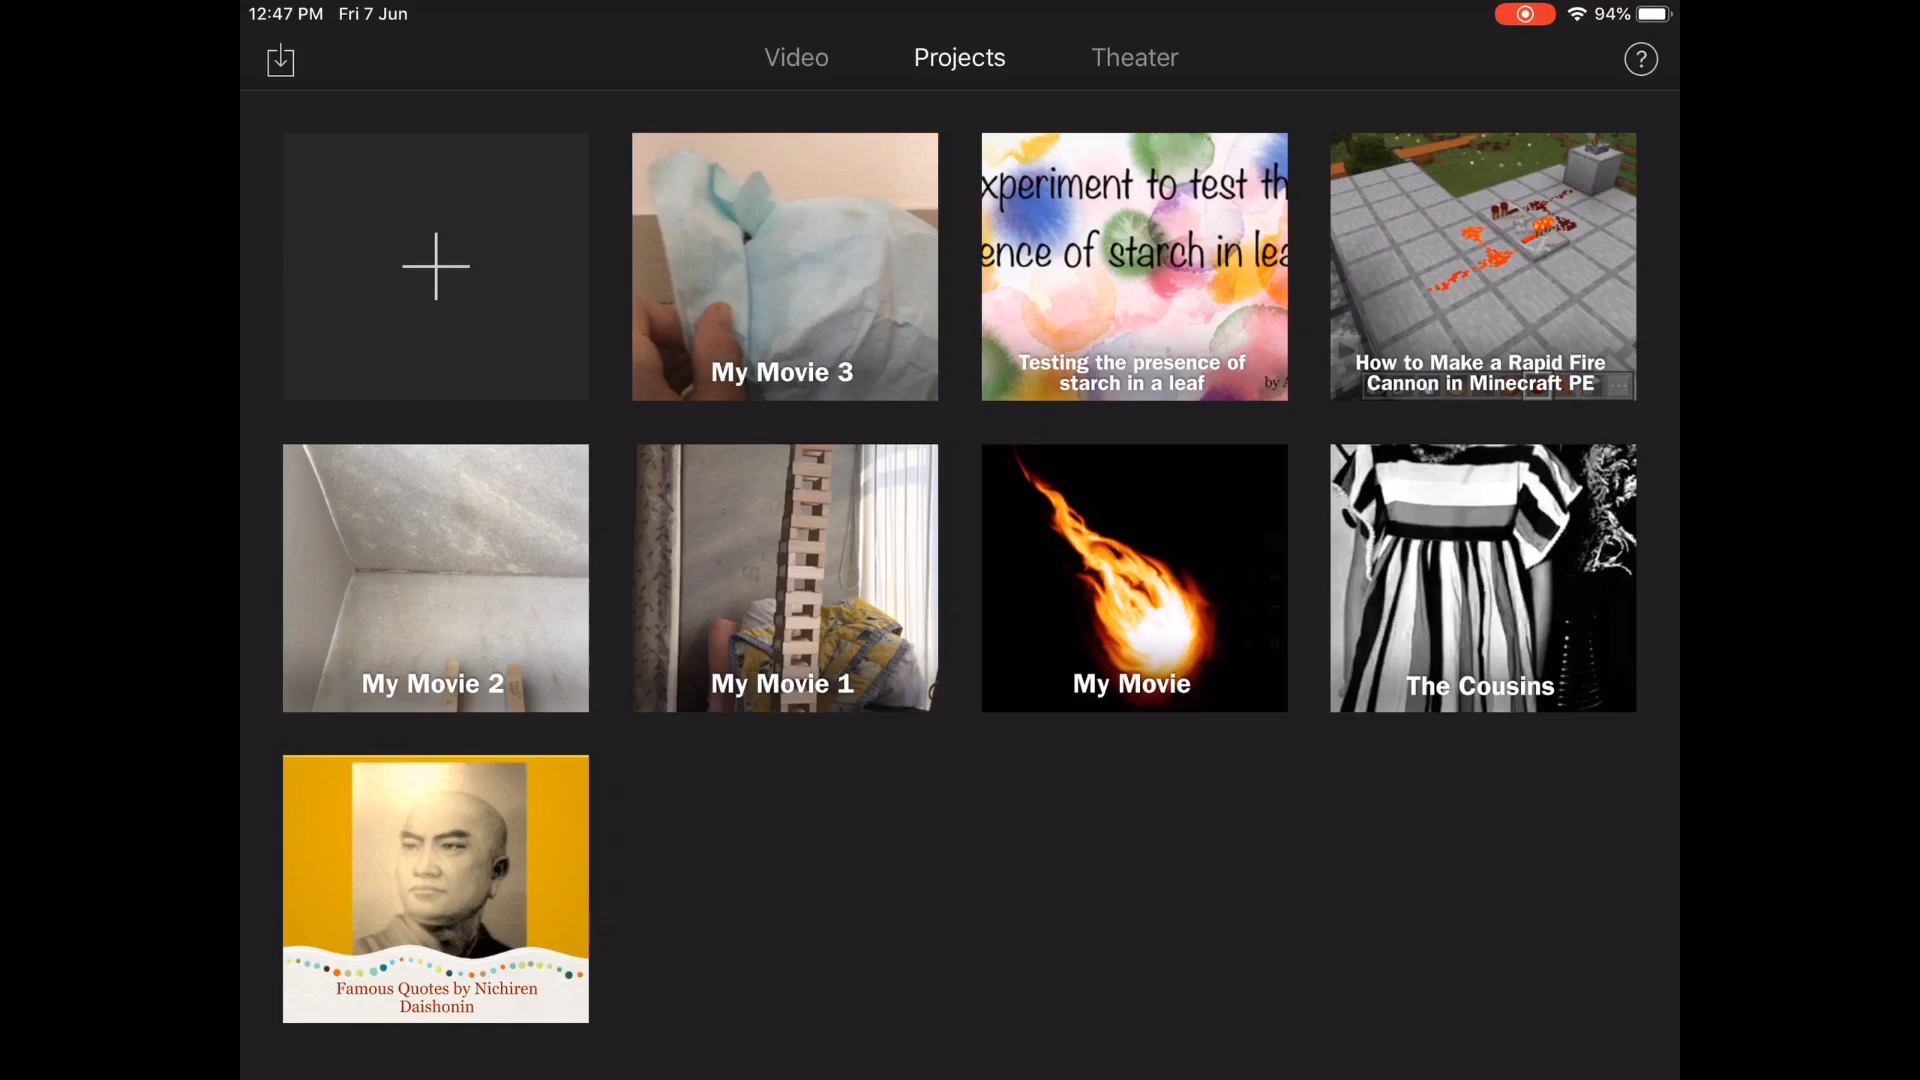 12:47 PM Fri 7 Jun
94%
Video Projects Theater
?
xperiment to test th
ence of starch in lea
My Movie 3
Testing the presence of
starch in a leaf
by A
How to Make a Rapid Fire
Cannon in Minecraft PE
My Movie 2
My Movie 1
My Movie
The Cousins
Famous Quotes by Nichiren
Daishonin